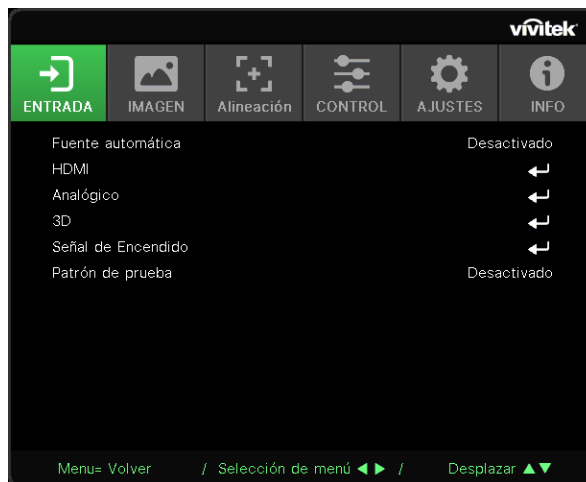 vivitek
ENTRADA IMAGEN Alineación CONTROL AJUSTES INFO
Fuente automática Desactivado
HDMI
Analógico
3D
Señal de Encendido
Patrón de prueba Desactivado
Menu= Volver / Selección de menú ◀ ▶ / Desplazar ▲▼